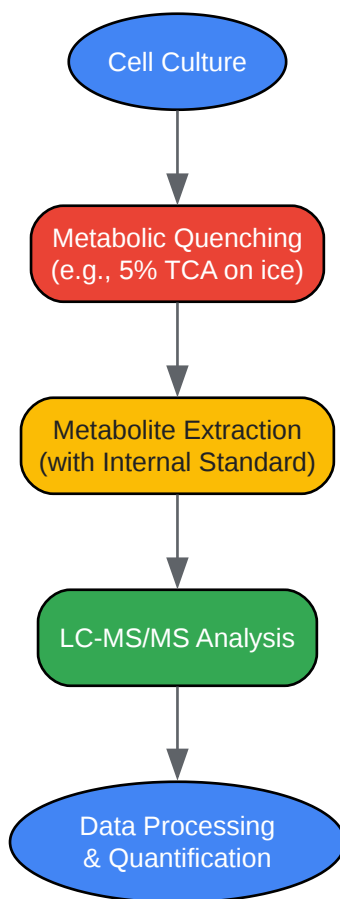 Cell Culture
Metabolic Quenching
(e.g., 5% TCA on ice)
Metabolite Extraction
(with Internal Standard)
LC-MS/MS Analysis
Data Processing
& Quantification